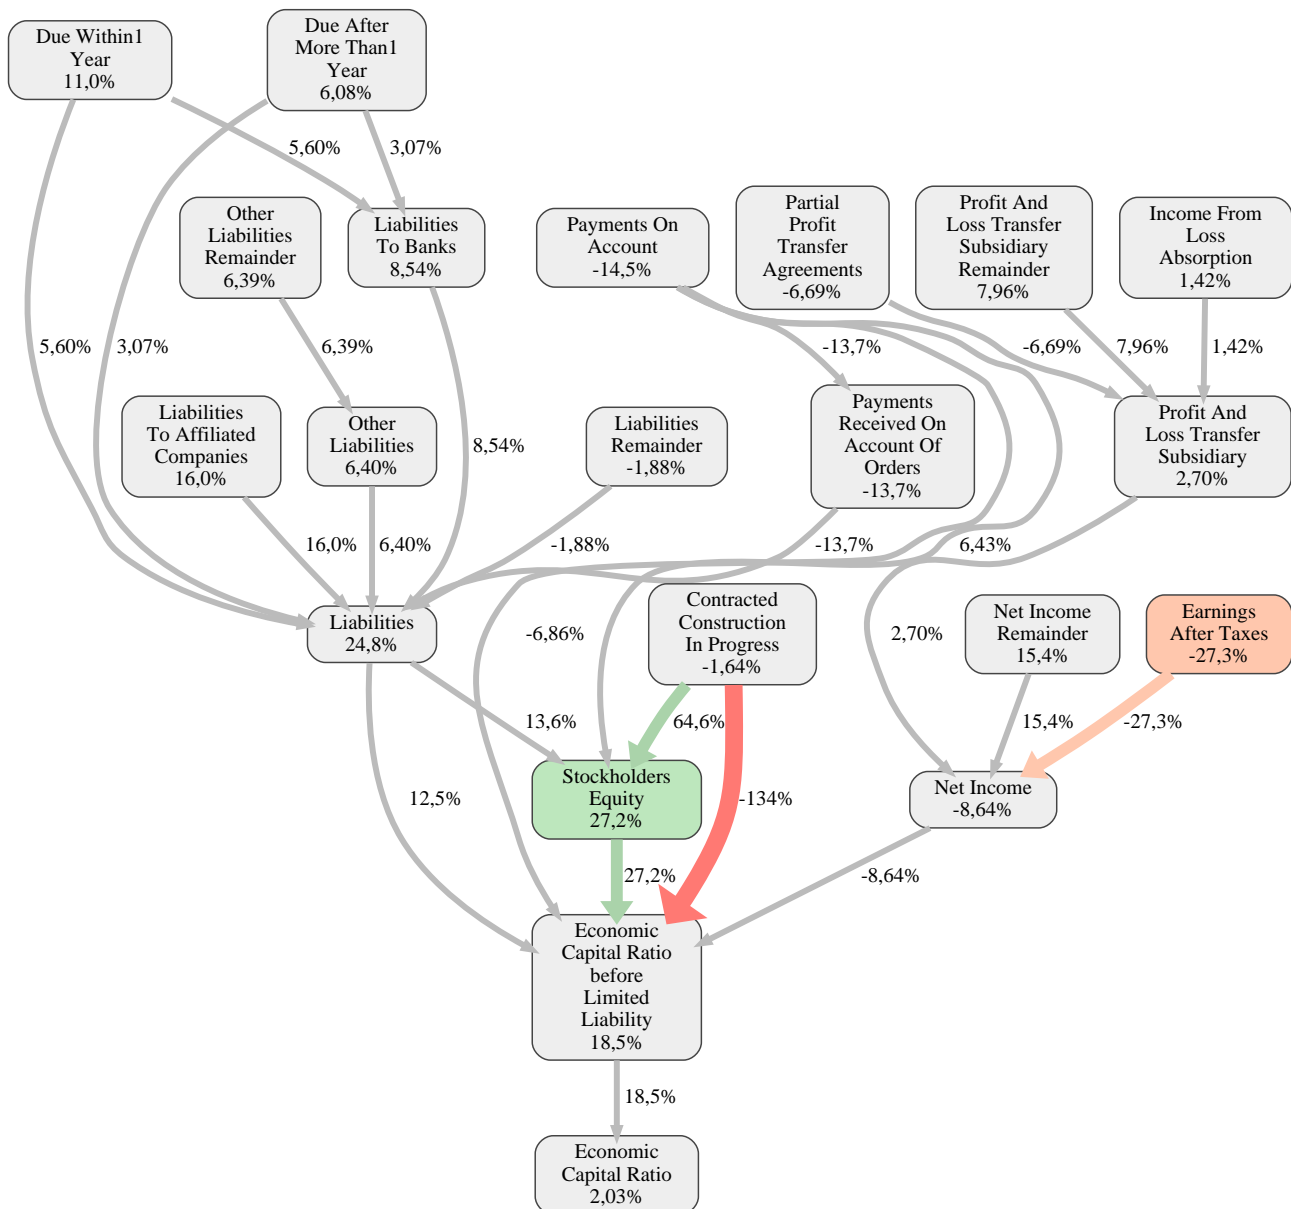 Due Within1
Year
11,0%
Due After
More Than1
Year
6,08%
5,60%
3,07%
Other
Liabilities
Remainder
6,39%
Liabilities
To Banks
8,54%
Payments On
Account
-14,5%
Partial
Profit
Transfer
Agreements
-6,69%
Profit And
Loss Transfer
Subsidiary
Remainder
7,96%
Income From
Loss
Absorption
1,42%
5,60%
3,07%
6,39%
-13,7%
-6,69%
7,96%
1,42%
Liabilities
To Affiliated
Companies
16,0%
Other
Liabilities
6,40%
8,54%
Liabilities
Remainder
-1,88%
Payments
Received On
Account Of
Orders
-13,7%
Profit And
Loss Transfer
Subsidiary
2,70%
16,0%
6,40%
-1,88%
-13,7%
6,43%
Liabilities
24,8%
-6,86%
Contracted
Construction
In Progress
-1,64%
2,70%
Net Income
Remainder
15,4%
Earnings
After Taxes
-27,3%
13,6%
64,6%
15,4%
-27,3%
12,5%
Stockholders
Equity
27,2%
-134%
Net Income
-8,64%
27,2%
-8,64%
Economic
Capital Ratio
before
Limited
Liability
18,5%
18,5%
Economic
Capital Ratio
2,03%